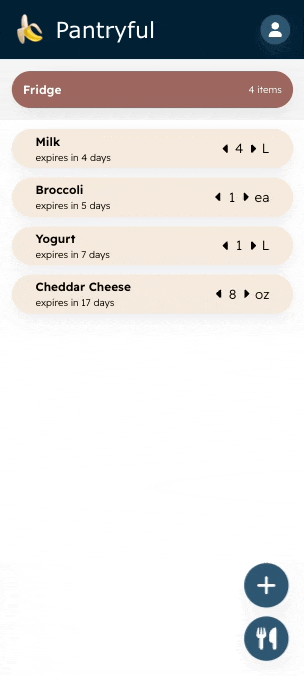 Pantryful
Fridge 4 items
Milk
expires in 4 days
4 L
Broccoli
expires in 5 days
1 ea
Yogurt
expires in 7 days
1 L
Cheddar Cheese
expires in 17 days
8 oz